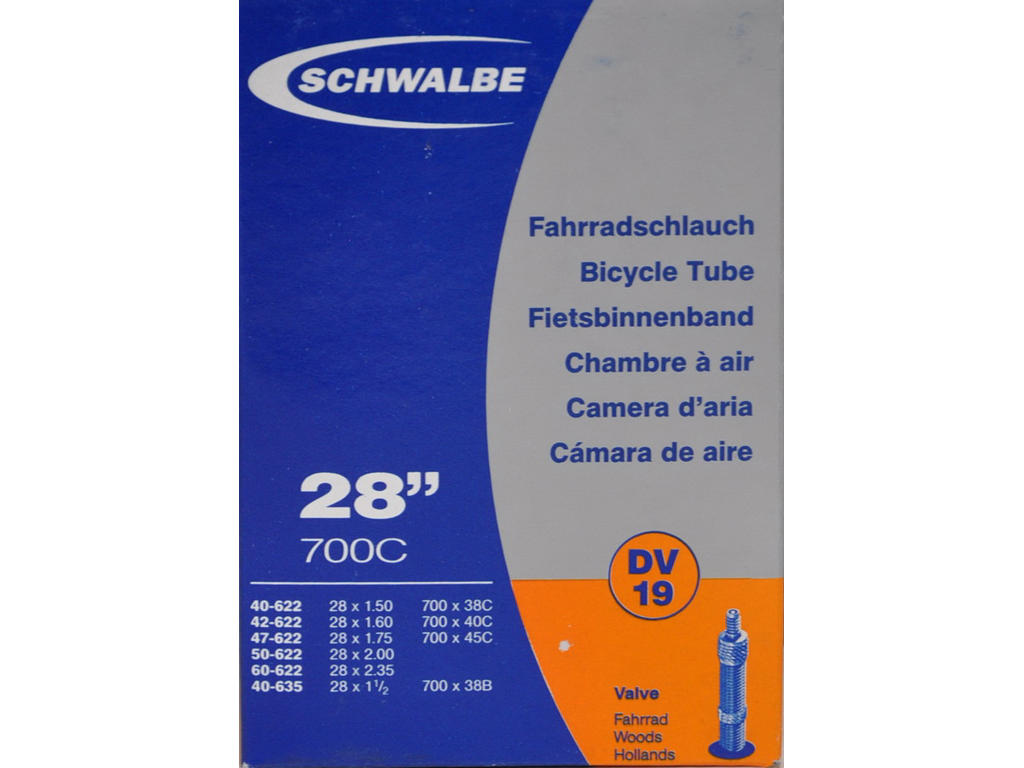 SCHWALBE
Fahrradschlauch
Bicycle Tube
Fietsbinnenband
Chambre à air
Camera d’aria
Cámara de aire
28”
700C
40-622 28 x 1.50 700 x 38C
42-622 28 x 1.60 700 x 40C
47-622 28 x 1.75 700 x 45C
50-622 28 x 2.00
60-622 28 x 2.35
40-635 28 x 1 1/2 700 x 38B
DV
19
Valve
Fahrrad
Woods
Hollands